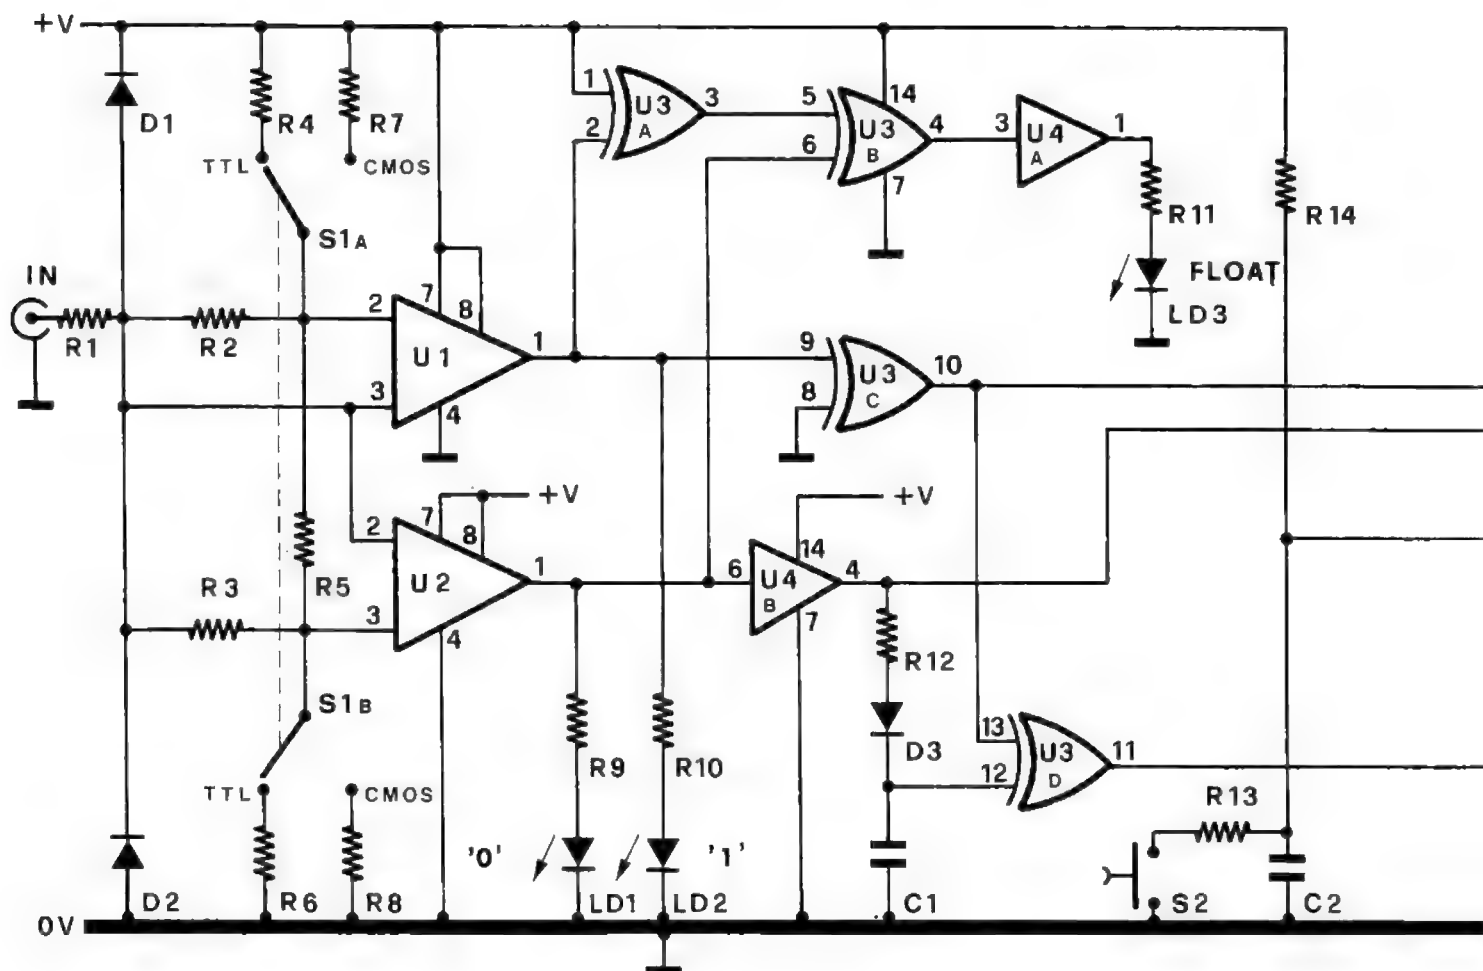 +V
D1
R4
R7
TTL
CMOS
S1A
IN
R1
R2
2
3
7
8
U1
4
1
1
2
U3
A
3
5
6
14
U3
B
4
7
3
U4
A
1
R11
FLOAT
LD3
R14
9
8
U3
C
10
+V
7
8
2
U2
3
4
1
R5
R3
S1B
TTL
CMOS
D2
R6
R8
'0'
R9
LD1
R10
'1'
LD2
+V
14
6
U4
B
4
7
R12
D3
C1
13
12
U3
D
11
R13
S2
C2
0V